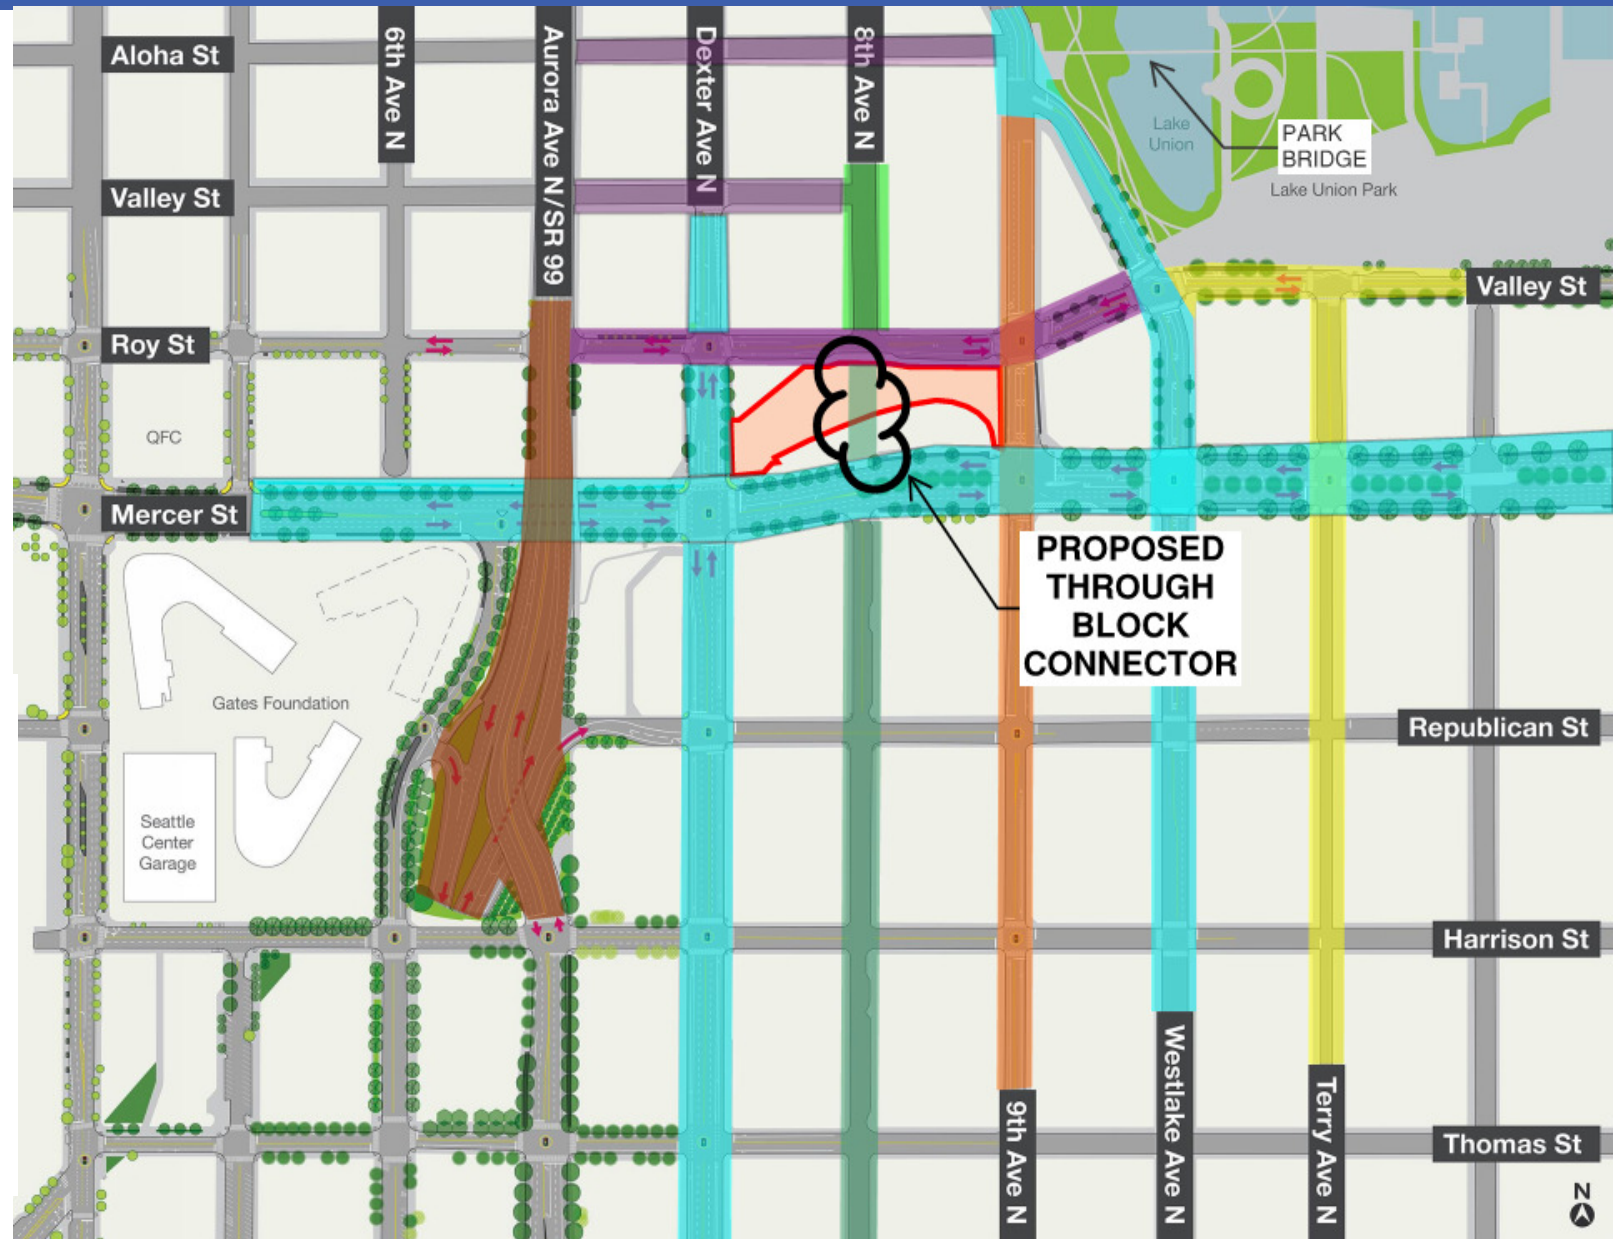 Aloha St
6th Ave N
Aurora Ave N/SR 99
Dexter Ave N
8th Ave N
Lake
Union
PARK
BRIDGE
Lake Union Park
Valley St
Valley St
Roy St
QFC
Mercer St
PROPOSED
THROUGH
BLOCK
CONNECTOR
Gates Foundation
Republican St
Seattle
Center
Garage
Harrison St
9th Ave N
Westlake Ave N
Terry Ave N
Thomas St
N